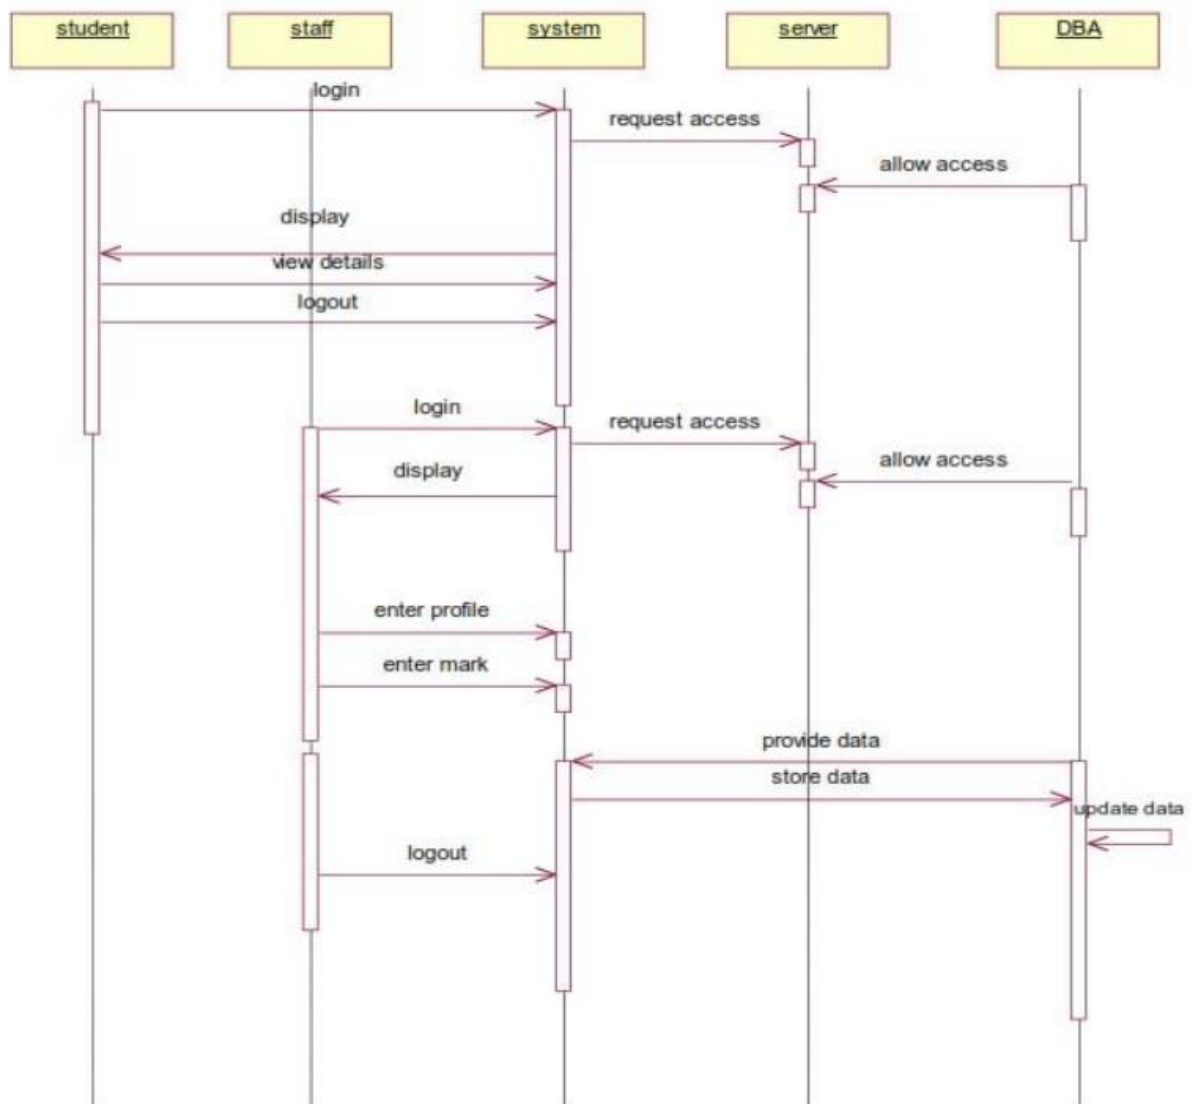 student
staff
system
server
DBA
login
request access
allow access
display
view details
logout
login
request access
allow access
display
enter profile
enter mark
provide data
store data
update data
logout